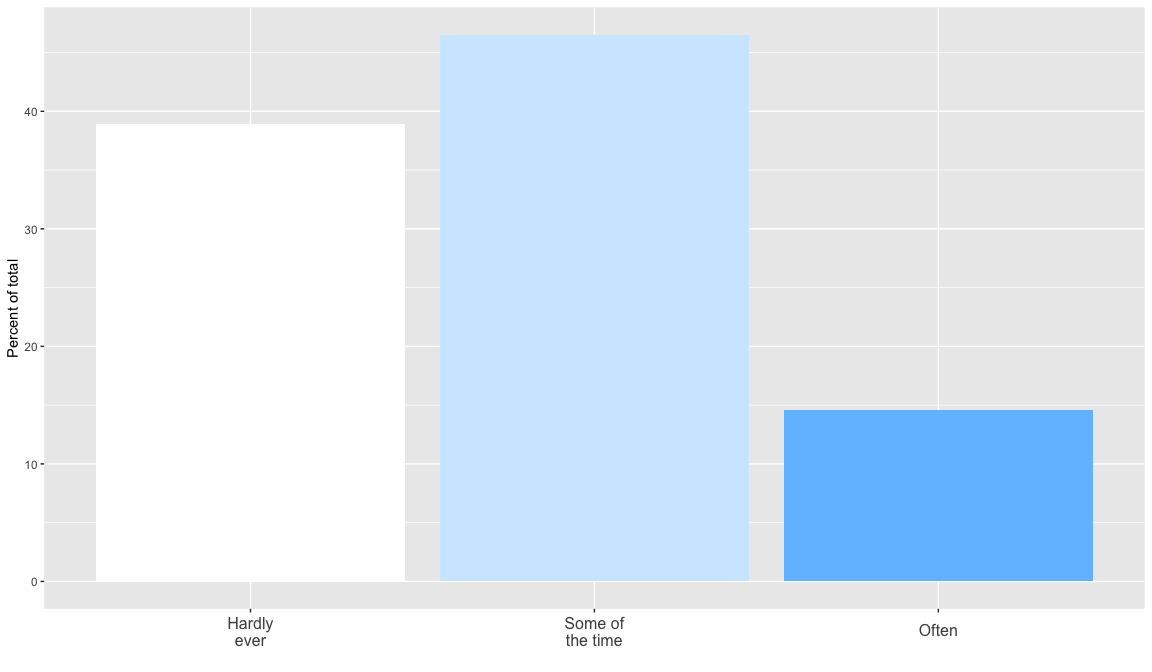 Percent of total
40
30
20
10
0
Hardly
ever
Some of
the time
Often